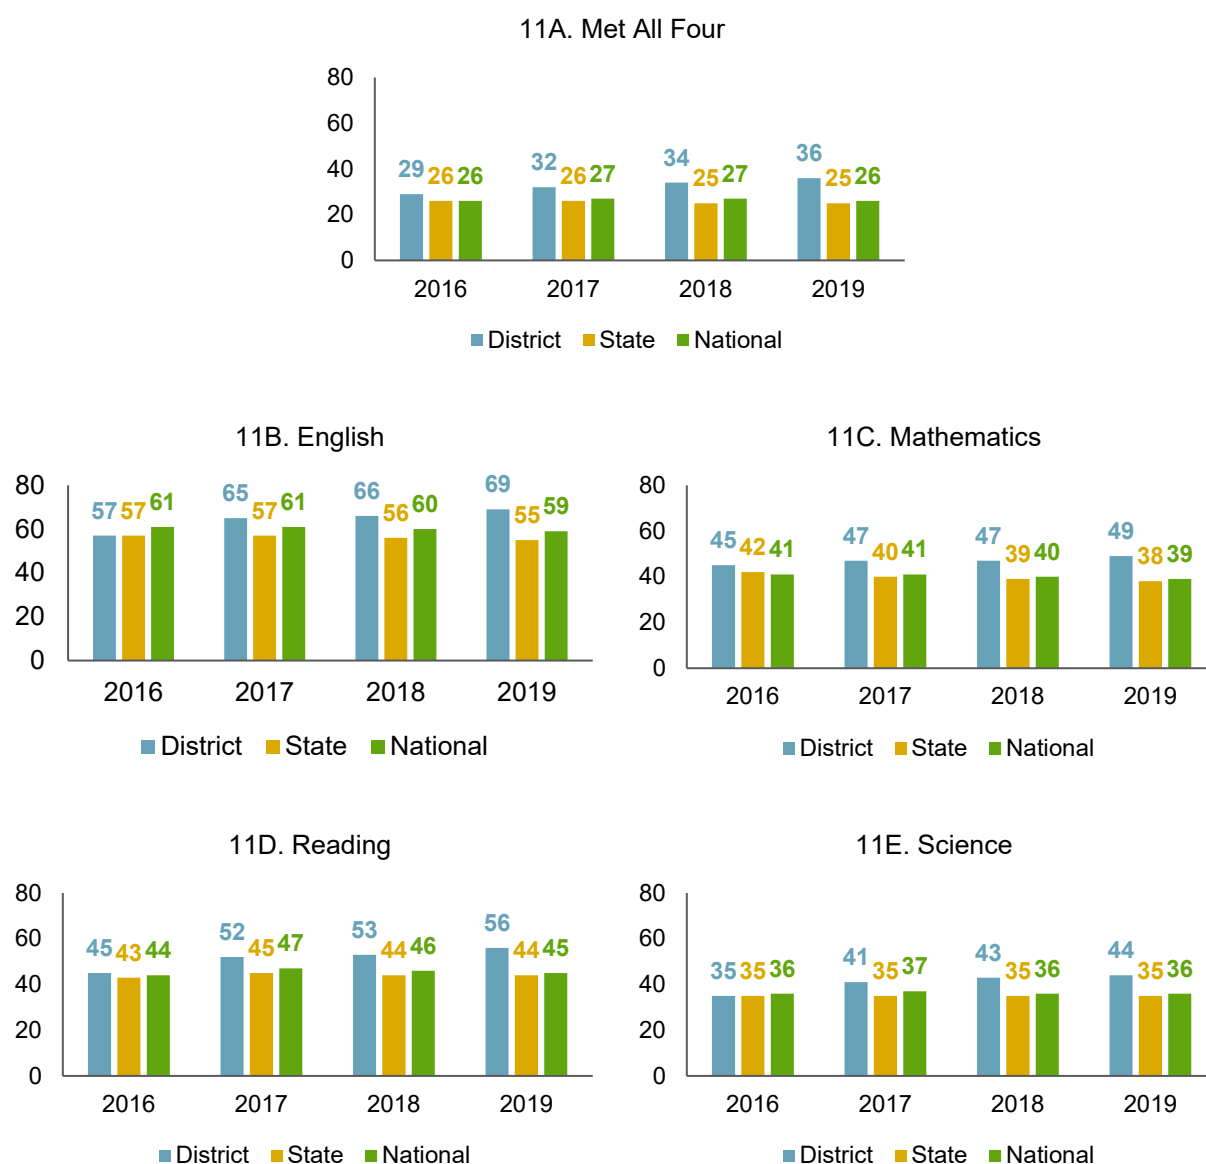 11A. Met All Four
80
60
40
20
0
29 26 26
32 26 27
34 25 27
36 25 26
2016 2017 2018 2019
District State National
11B. English
80
60
40
20
0
57 57 61
65 57 61
66 56 60
69 55 59
2016 2017 2018 2019
District State National
11C. Mathematics
80
60
40
20
0
45 42 41
47 40 41
47 39 40
49 38 39
2016 2017 2018 2019
District State National
11D. Reading
80
60
40
20
0
45 43 44
52 45 47
53 44 46
56 44 45
2016 2017 2018 2019
District State National
11E. Science
80
60
40
20
0
35 35 36
41 35 37
43 35 36
44 35 36
2016 2017 2018 2019
District State National